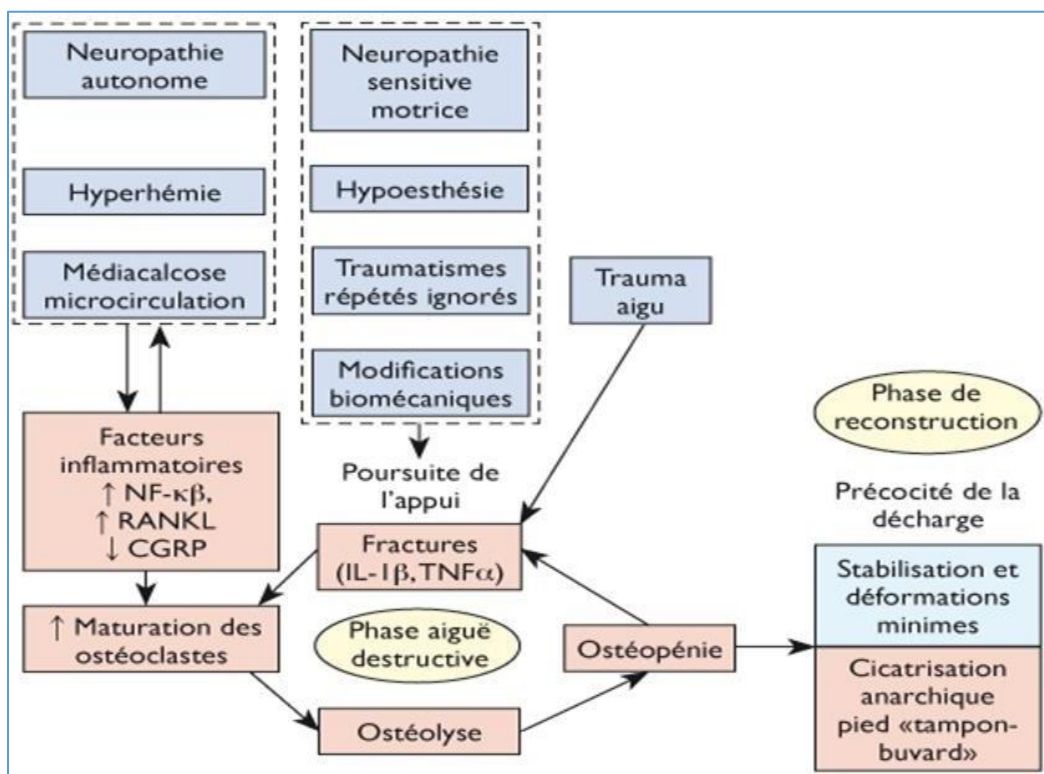 Neuropathie
autonome
Hyperhémie
Médiacalcose
microcirculation
Neuropathie
sensitive
motrice
Hypoesthésie
Traumatismes
répétés ignorés
Modifications
biomécaniques
Trauma
aigu
Facteurs
inflammatoires
↑ NF-κβ,
↑ RANKL
↓ CGRP
Poursuite de
l'appui
Fractures
(IL-1β, TNFα)
↑ Maturation des
ostéoclastes
Phase aiguë
destructive
Ostéolyse
Ostéopénie
Phase de
reconstruction
Précocité de la
décharge
Stabilisation et
déformations
minimes
Cicatrisation
anarchique
pied «tampon-
buvard»